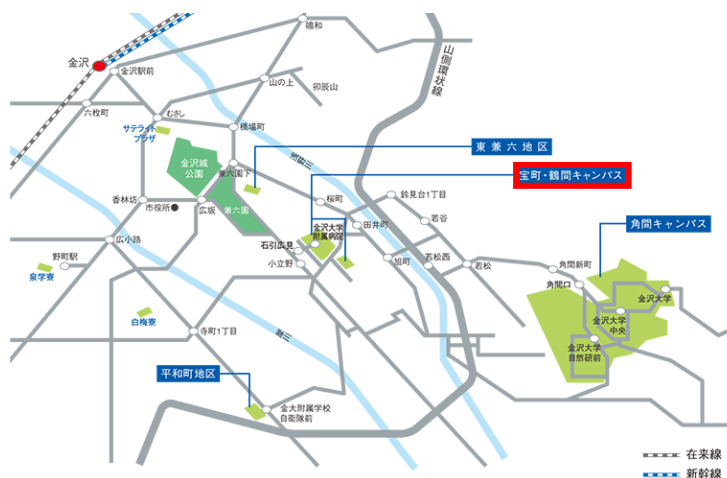 鳴和
金沢
金沢駅前
山側環状線
山の上
卯辰山
六枚町
むさし
サテライト
プラザ
橋場町
浅野川
東兼六地区
金沢城
公園
兼六園下
宝町・鶴間キャンパス
香林坊
市役所
広坂
兼六園
桜町
鈴見台1丁目
若谷
角間キャンパス
金沢大学
附属病院
田井町
広小路
石引広見
野町駅
小立野
旭町
若松西
若松
角間新町
角間口
泉学寮
金沢大学
白梅寮
金沢大学
中央
寺町1丁目
犀川
金沢大学
自然研前
平和町地区
金大附属学校
自衛隊前
在来線
新幹線